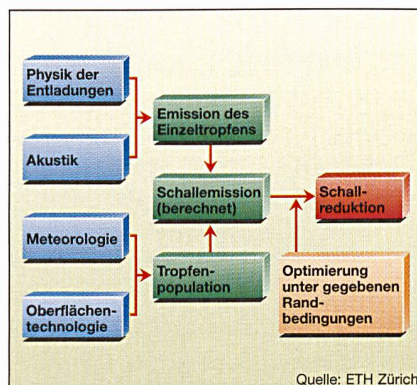 Physik der
Entladungen
Emission des
Einzeltropfens
Akustik
Schallemission
(berechnet)
Schall-
reduktion
Meteorologie
Tropfen-
population
Optimierung
unter gegebenen
Rand-
bedingungen
Oberflächen-
technologie
Quelle: ETH Zürich